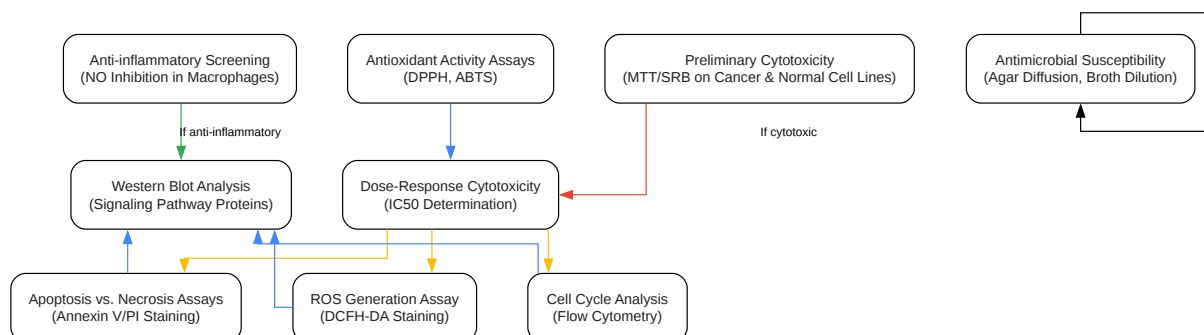 Anti-inflammatory Screening
(NO Inhibition in Macrophages)
Antioxidant Activity Assays
(DPPH, ABTS)
Preliminary Cytotoxicity
(MTT/SRB on Cancer & Normal Cell Lines)
Antimicrobial Susceptibility
(Agar Diffusion, Broth Dilution)
If anti-inflammatory
If cytotoxic
Western Blot Analysis
(Signaling Pathway Proteins)
Dose-Response Cytotoxicity
(IC50 Determination)
Apoptosis vs. Necrosis Assays
(Annexin V/PI Staining)
ROS Generation Assay
(DCFH-DA Staining)
Cell Cycle Analysis
(Flow Cytometry)